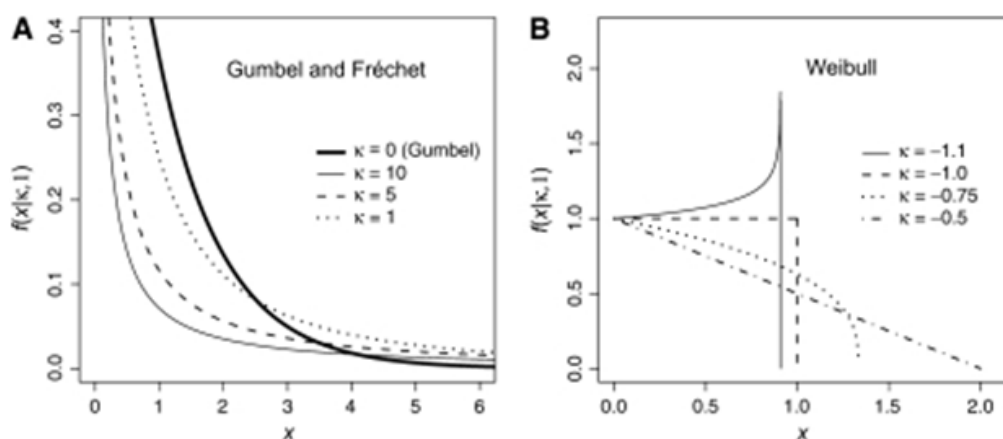 A
Gumbel and Fréchet
κ = 0 (Gumbel)
κ = 10
κ = 5
κ = 1
f(x|κ,1)
0.4
0.3
0.2
0.1
0.0
0 1 2 3 4 5 6
x
B
Weibull
κ = −1.1
κ = −1.0
κ = −0.75
κ = −0.5
f(x|κ,1)
2.0
1.5
1.0
0.5
0.0
0.0 0.5 1.0 1.5 2.0
x